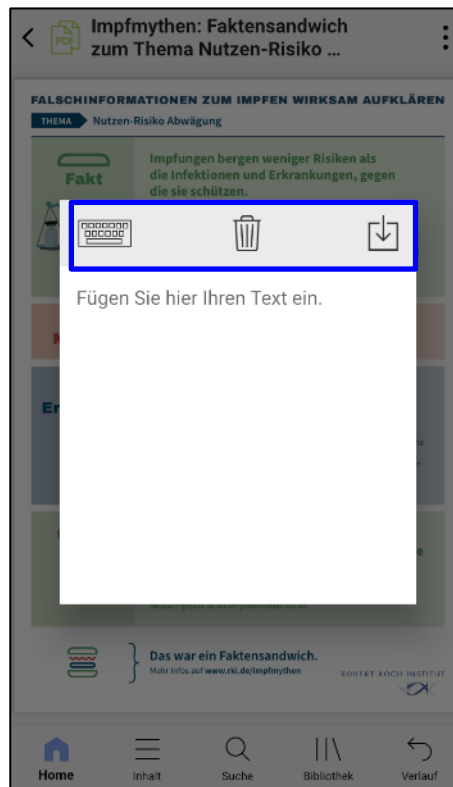 PDF
Impfmythen: Faktensandwich
zum Thema Nutzen-Risiko ...
FALSCHINFORMATIONEN ZUM IMPFEN WIRKSAM AUFKLÄREN
THEMA Nutzen-Risiko Abwägung
Fakt
Impfungen bergen weniger Risiken als
die Infektionen und Erkrankungen, gegen
die sie schützen.
Fügen Sie hier Ihren Text ein.
Er
Das war ein Faktensandwich.
Mehr Infos auf www.rki.de/impfmythen
ROBERT KOCH INSTITUT
Home
Inhalt
Suche
Bibliothek
Verlauf